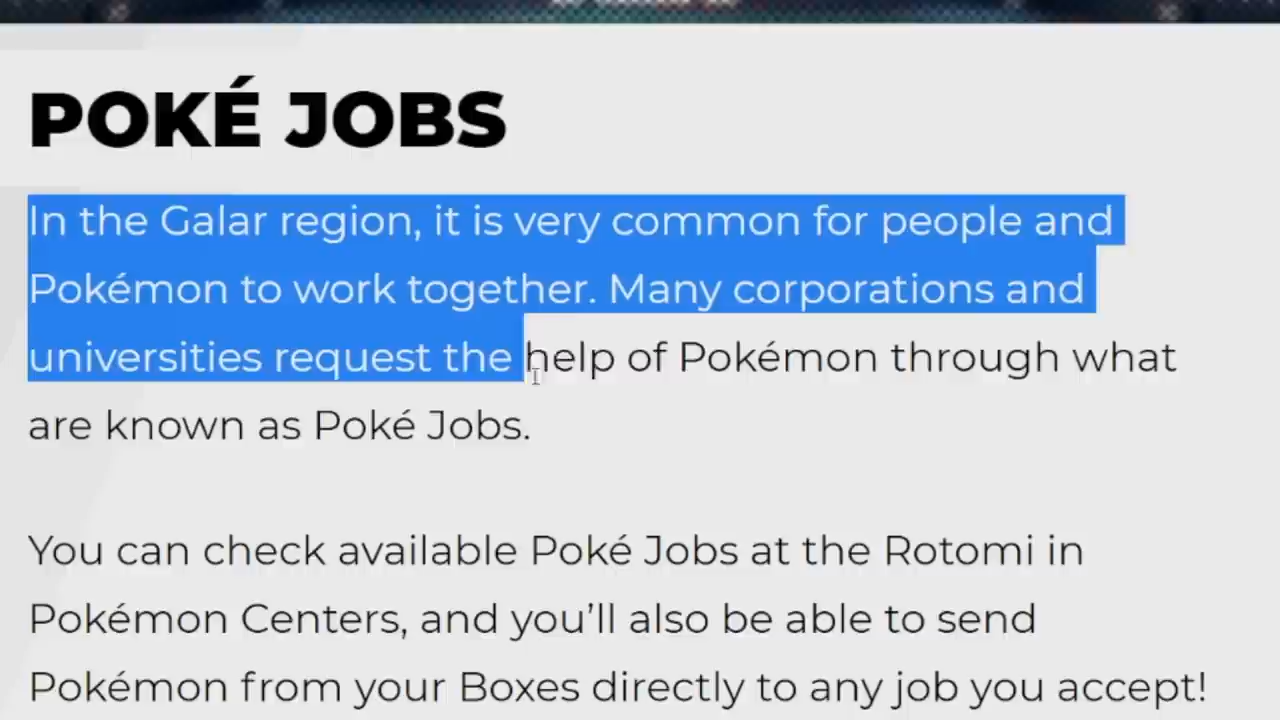 POKÉ JOBS
In the Galar region, it is very common for people and
Pokémon to work together. Many corporations and
universities request the help of Pokémon through what
are known as Poké Jobs.
You can check available Poké Jobs at the Rotomi in
Pokémon Centers, and you’ll also be able to send
Pokémon from your Boxes directly to any job you accept!